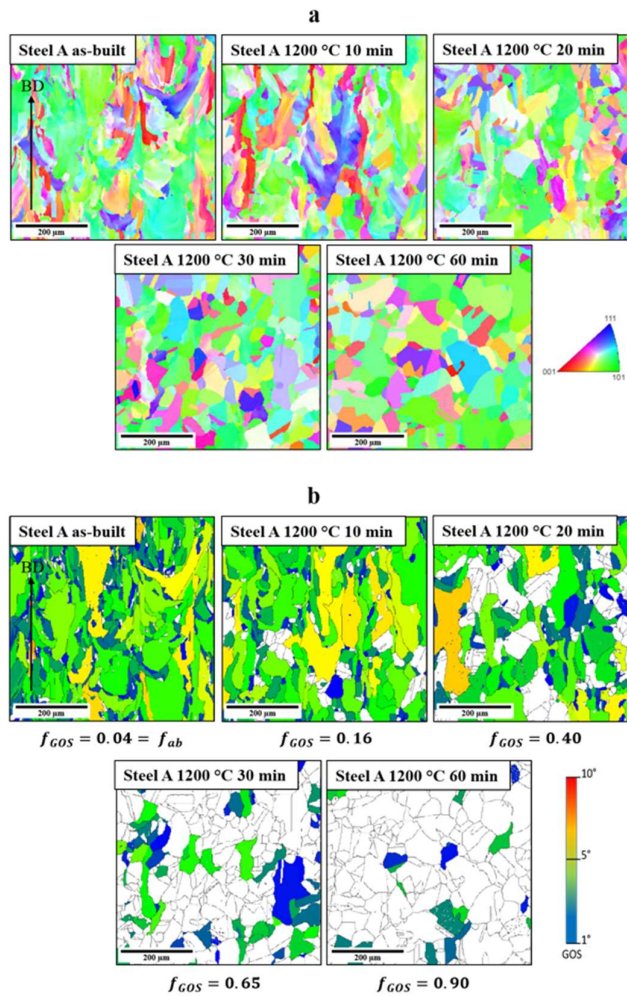 a
Steel A as-built
Steel A 1200 °C 10 min
Steel A 1200 °C 20 min
BD
200 µm
200 µm
200 µm
Steel A 1200 °C 30 min
Steel A 1200 °C 60 min
111
001
101
200 µm
200 µm
b
Steel A as-built
Steel A 1200 °C 10 min
Steel A 1200 °C 20 min
BD
200 µm
200 µm
200 µm
f_GOS = 0.04 = f_ab
f_GOS = 0.16
f_GOS = 0.40
Steel A 1200 °C 30 min
Steel A 1200 °C 60 min
10°
5°
1°
GOS
200 µm
200 µm
f_GOS = 0.65
f_GOS = 0.90